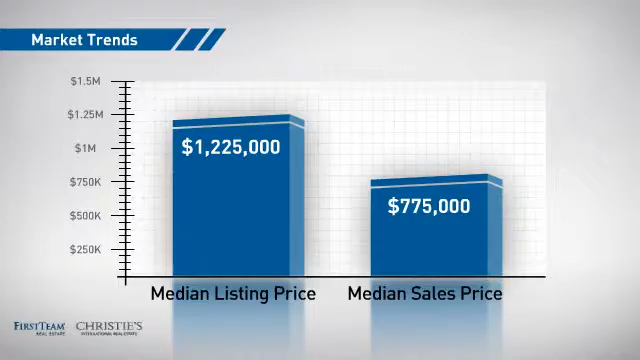 Market Trends
$1.5M
$1.25M
$1M
$750K
$500K
$250K
$1,225,000
$775,000
Median Listing Price
Median Sales Price
FIRSTTEAM
REAL ESTATE
CHRISTIE'S
INTERNATIONAL REAL ESTATE